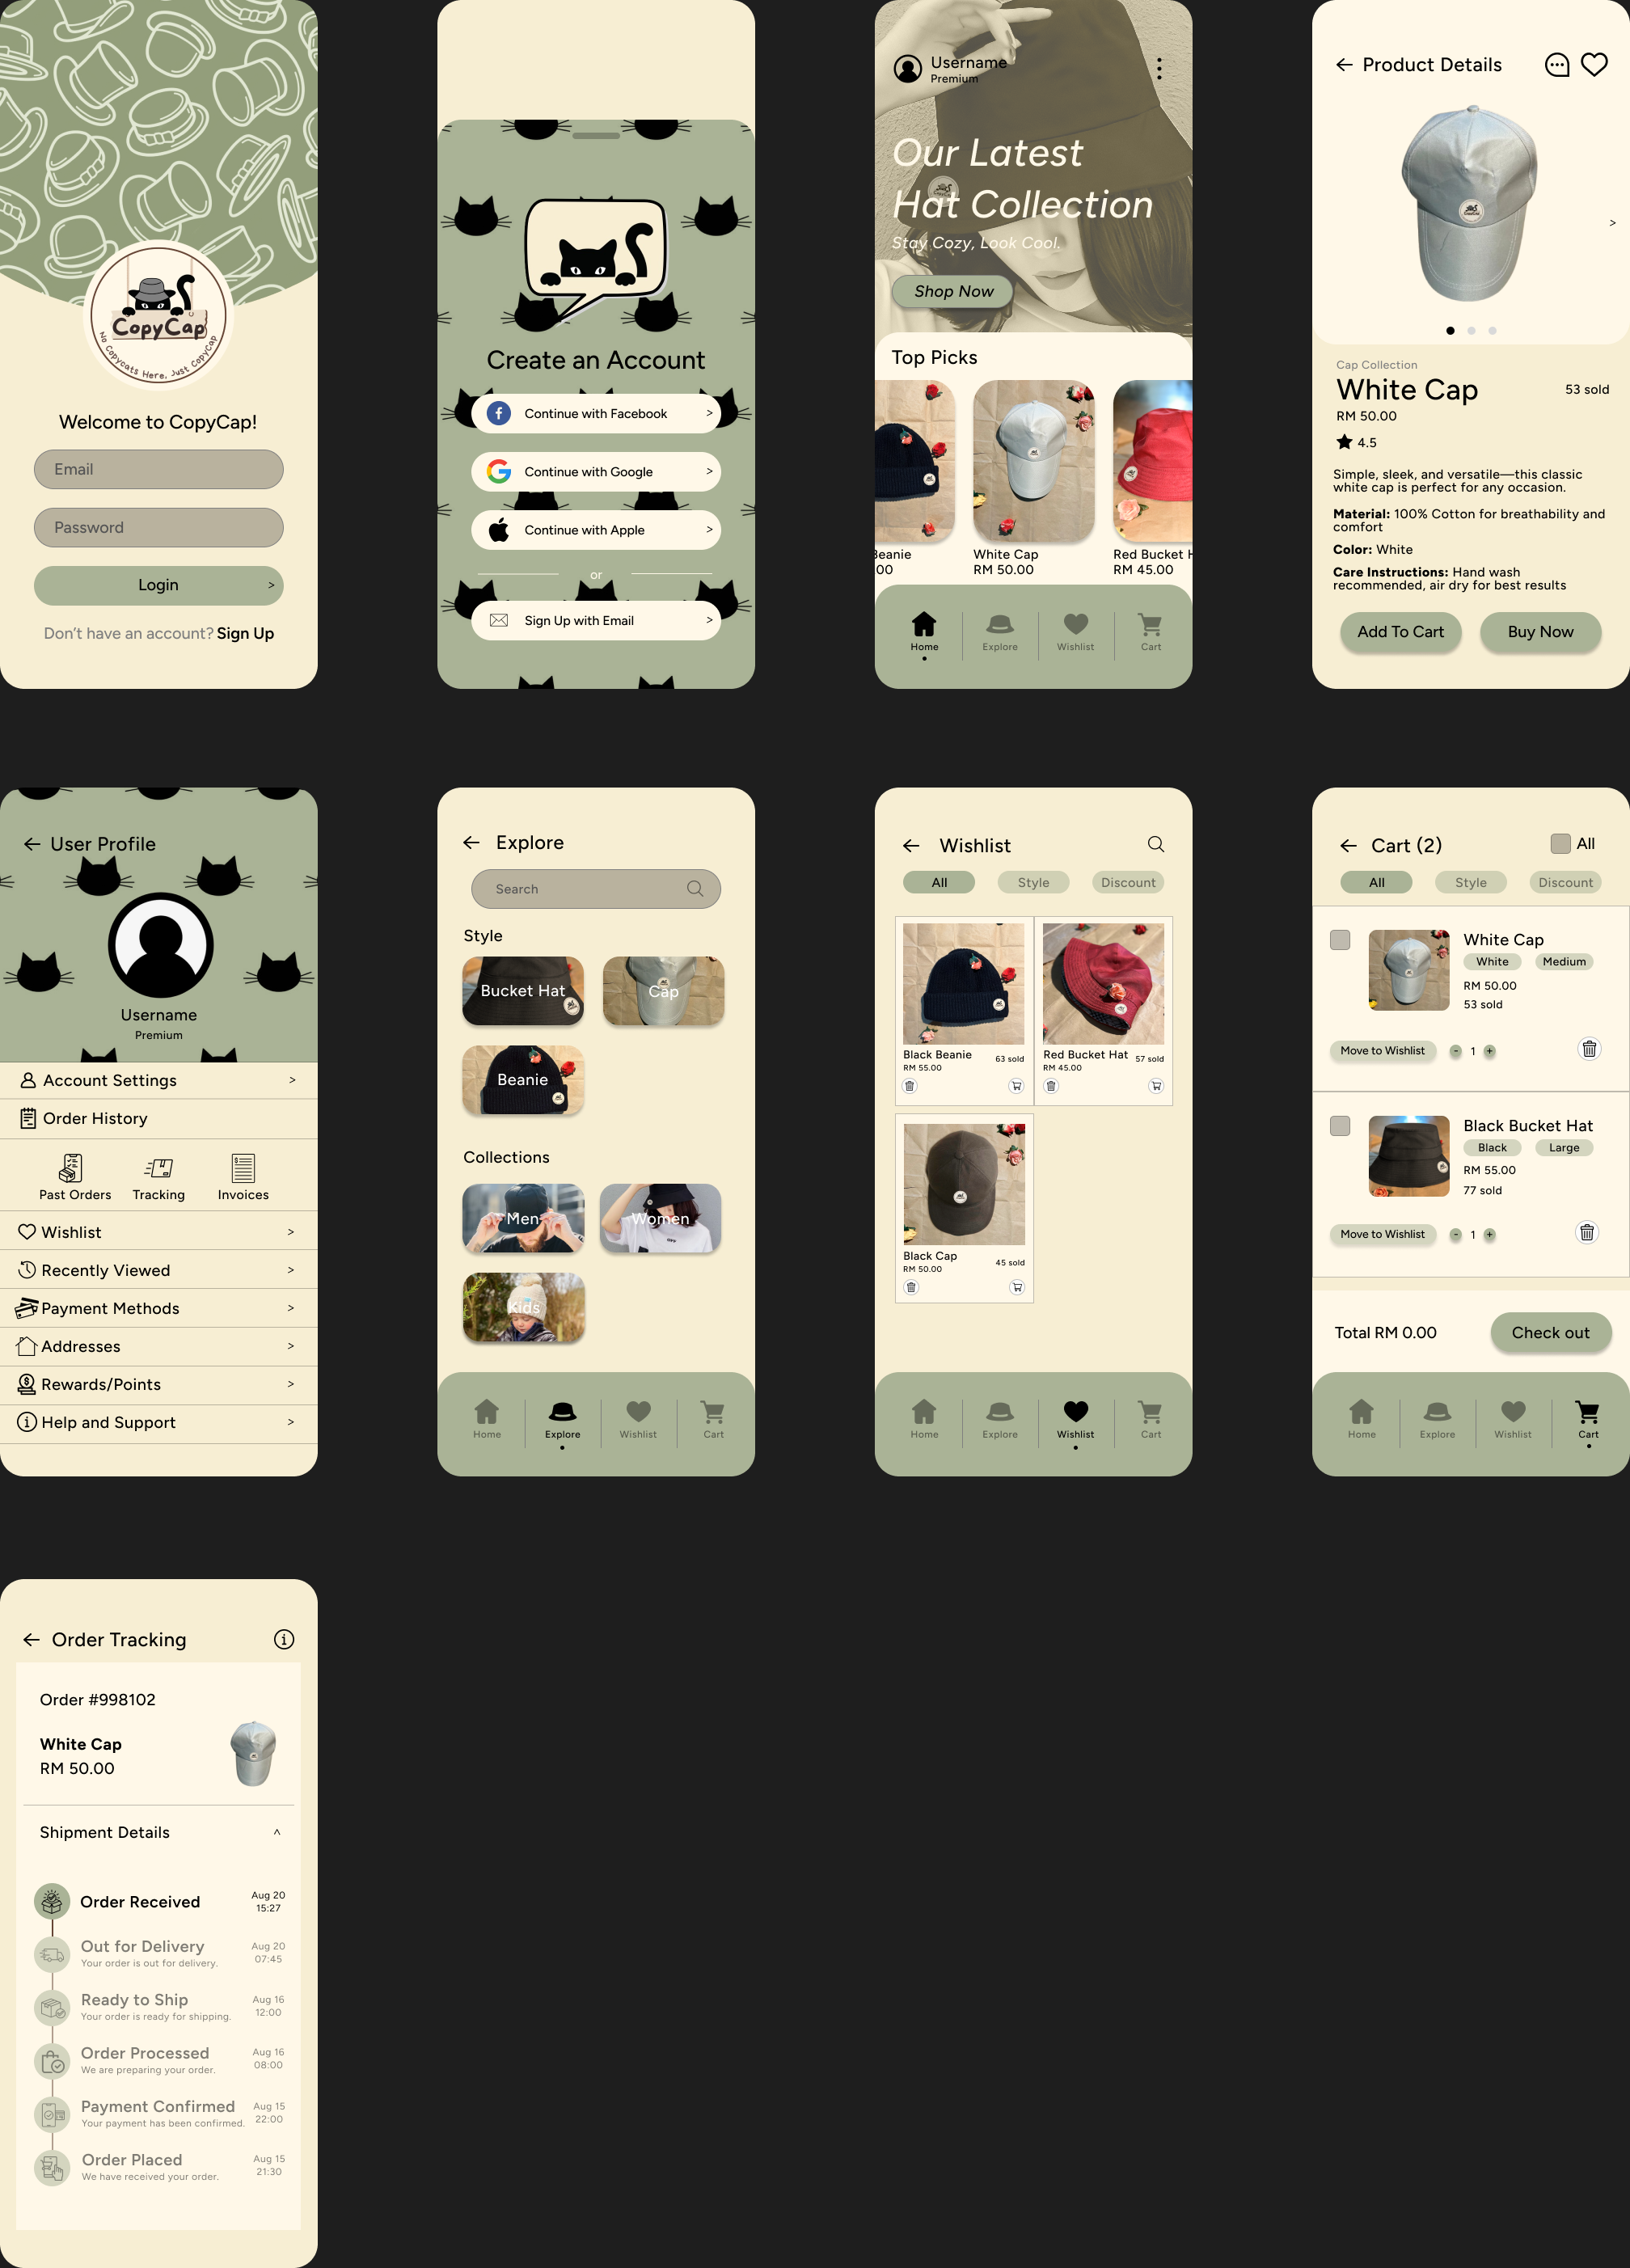 CopyCap
No Copycats Here, Just CopyCap
Welcome to CopyCap!
Email
Password
Login >
Don't have an account? Sign Up
Create an Account
Continue with Facebook >
Continue with Google >
Continue with Apple >
or
Sign Up with Email >
Username
Premium
Our Latest
Hat Collection
Stay Cozy, Look Cool.
Shop Now
Top Picks
Beanie
00
White Cap
RM 50.00
Red Bucket H
RM 45.00
Home
Explore
Wishlist
Cart
Product Details
>
Cap Collection
White Cap
53 sold
RM 50.00
4.5
Simple, sleek, and versatile—this classic
white cap is perfect for any occasion.
Material: 100% Cotton for breathability and
comfort
Color: White
Care Instructions: Hand wash
recommended, air dry for best results
Add To Cart
Buy Now
User Profile
Username
Premium
Account Settings >
Order History
Past Orders
Tracking
Invoices
Wishlist >
Recently Viewed >
Payment Methods >
Addresses >
Rewards/Points >
Help and Support >
Explore
Search
Style
Bucket Hat
Cap
Beanie
Collections
Men
Women
Kids
Home
Explore
Wishlist
Cart
Wishlist
All
Style
Discount
Black Beanie
63 sold
RM 55.00
Red Bucket Hat
57 sold
RM 45.00
Black Cap
45 sold
RM 50.00
Home
Explore
Wishlist
Cart
Cart (2)
All
All
Style
Discount
White Cap
White
Medium
RM 50.00
53 sold
Move to Wishlist
- 1 +
Black Bucket Hat
Black
Large
RM 55.00
77 sold
Move to Wishlist
- 1 +
Total RM 0.00
Check out
Home
Explore
Wishlist
Cart
Order Tracking
Order #998102
White Cap
RM 50.00
Shipment Details ^
Order Received
Aug 20
15:27
Out for Delivery
Your order is out for delivery.
Aug 20
07:45
Ready to Ship
Your order is ready for shipping.
Aug 16
12:00
Order Processed
We are preparing your order.
Aug 16
08:00
Payment Confirmed
Your payment has been confirmed.
Aug 15
22:00
Order Placed
We have received your order.
Aug 15
21:30